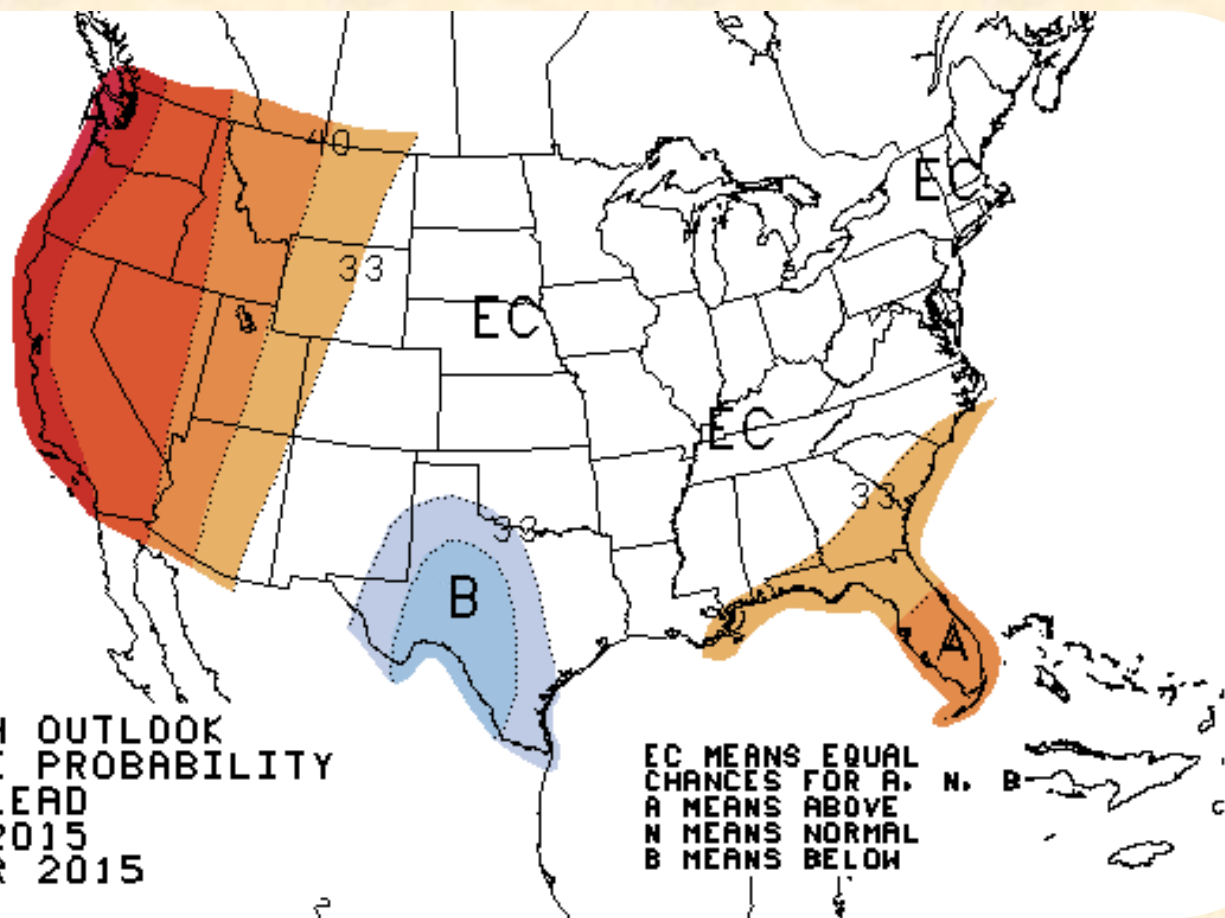 40
EC
33
EC
EC
33
33
B
A
OUTLOOK
PROBABILITY
LEAD
2015
2015
EC MEANS EQUAL
CHANCES FOR A, N, B
A MEANS ABOVE
N MEANS NORMAL
B MEANS BELOW